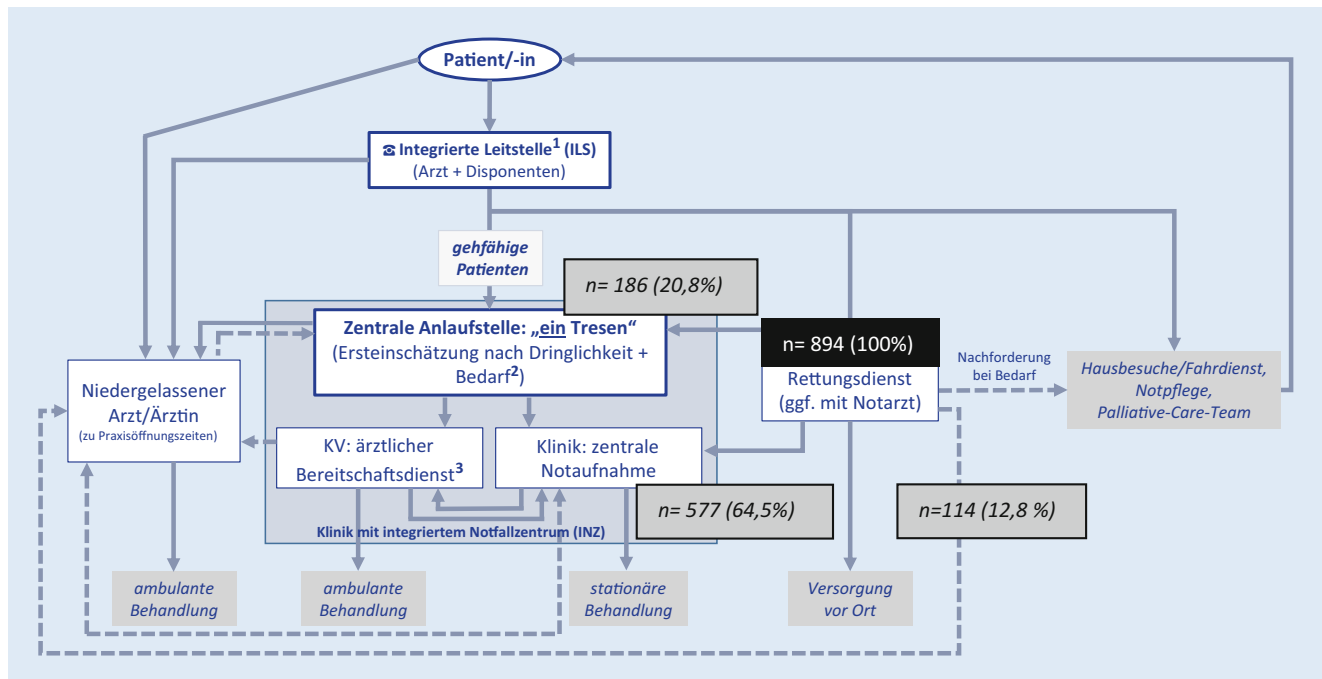 Patient/-in
☎ Integrierte Leitstelle1 (ILS)
(Arzt + Disponenten)
gehfähige
Patienten
n= 186 (20,8%)
Zentrale Anlaufstelle: „ein Tresen“
(Ersteinschätzung nach Dringlichkeit +
Bedarf2)
n= 894 (100%)
Rettungsdienst
(ggf. mit Notarzt)
Nachforderung
bei Bedarf
Hausbesuche/Fahrdienst,
Notpflege,
Palliative-Care-Team
Niedergelassener
Arzt/Ärztin
(zu Praxisöffnungszeiten)
KV: ärztlicher
Bereitschaftsdienst3
Klinik: zentrale
Notaufnahme
n= 577 (64,5%)
n=114 (12,8 %)
Klinik mit integriertem Notfallzentrum (INZ)
ambulante
Behandlung
ambulante
Behandlung
stationäre
Behandlung
Versorgung
vor Ort